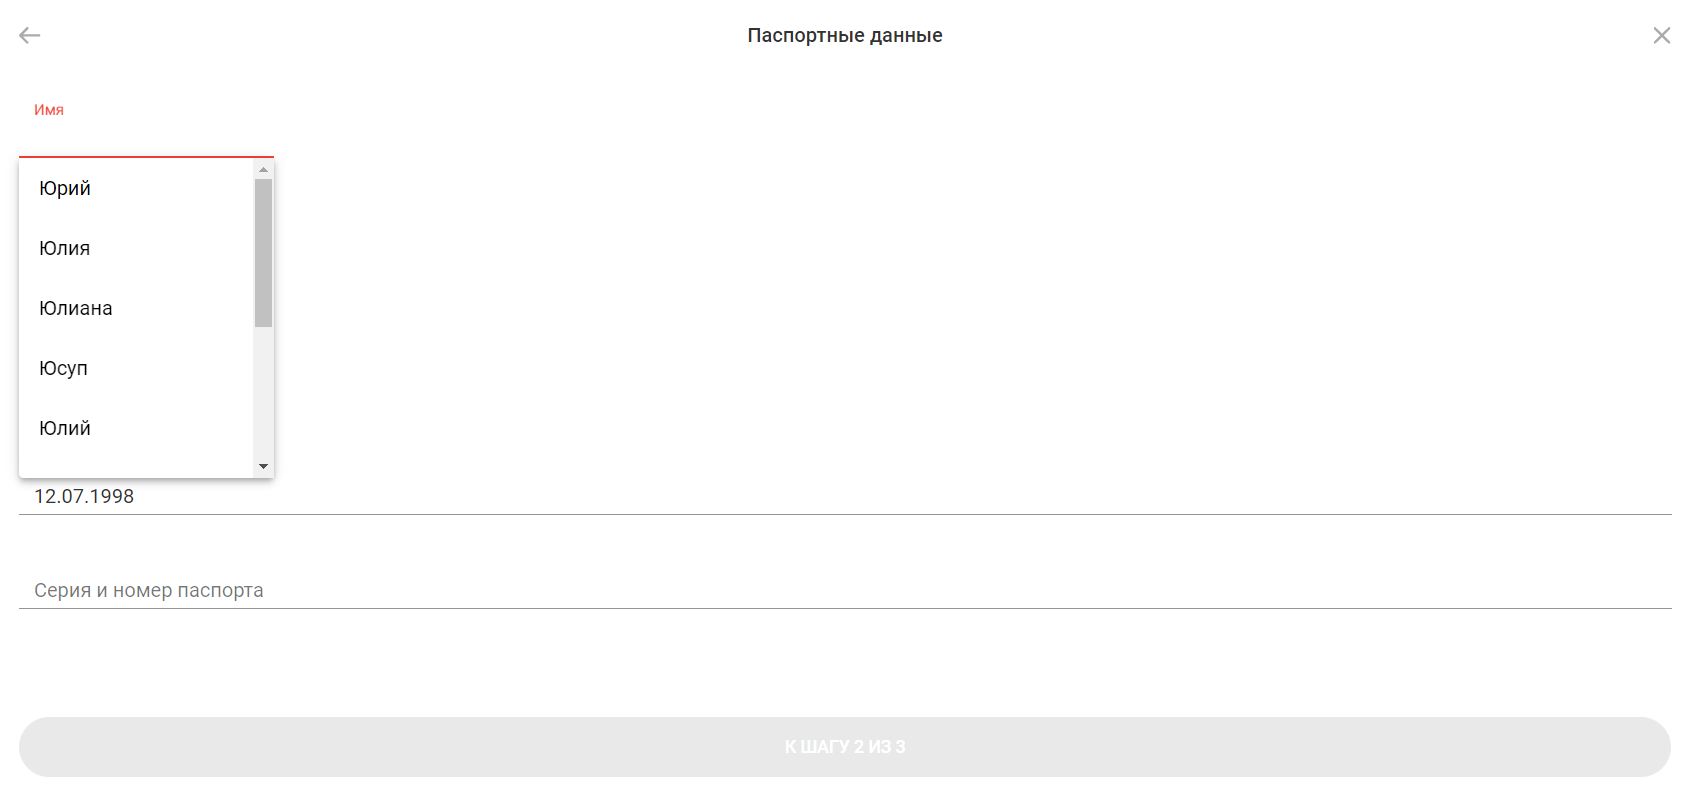 Паспортные данные
Имя
Юрий
Юлия
Юлиана
Юсуп
Юлий
12.07.1998
Серия и номер паспорта
К ШАГУ 2 ИЗ 3